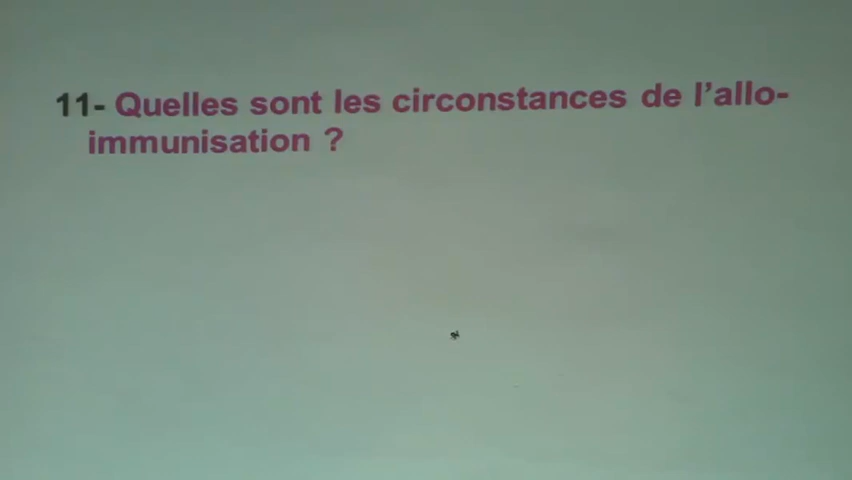 11- Quelles sont les circonstances de l'allo-
immunisation ?